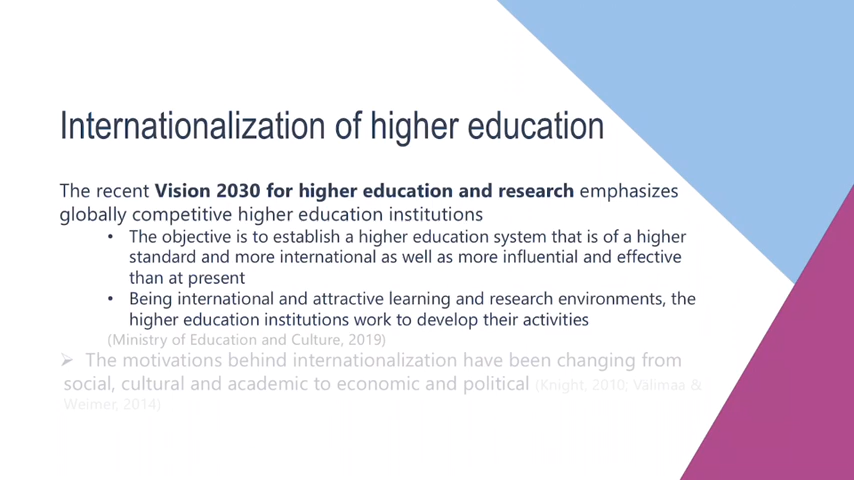 Internationalization of higher education
The recent Vision 2030 for higher education and research emphasizes
globally competitive higher education institutions
• The objective is to establish a higher education system that is of a higher
standard and more international as well as more influential and effective
than at present
• Being international and attractive learning and research environments, the
higher education institutions work to develop their activities
(Ministry of Education and Culture, 2019)
➢ The motivations behind internationalization have been changing from
social, cultural and academic to economic and political (Knight, 2010; Välimaa &
Weimer, 2014)